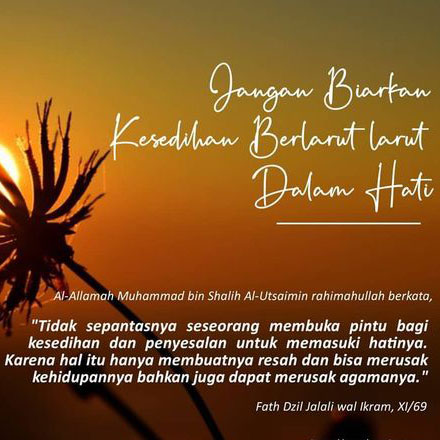 Jangan Biarkan
Kesedihan Berlarut larut
Dalam Hati
Al-Allamah Muhammad bin Shalih Al-Utsaimin rahimahullah berkata,
"Tidak sepantasnya seseorang membuka pintu bagi
kesedihan dan penyesalan untuk memasuki hatinya.
Karena hal itu hanya membuatnya resah dan bisa merusak
kehidupannya bahkan juga dapat merusak agamanya."
Fath Dzil Jalali wal Ikram, XI/69